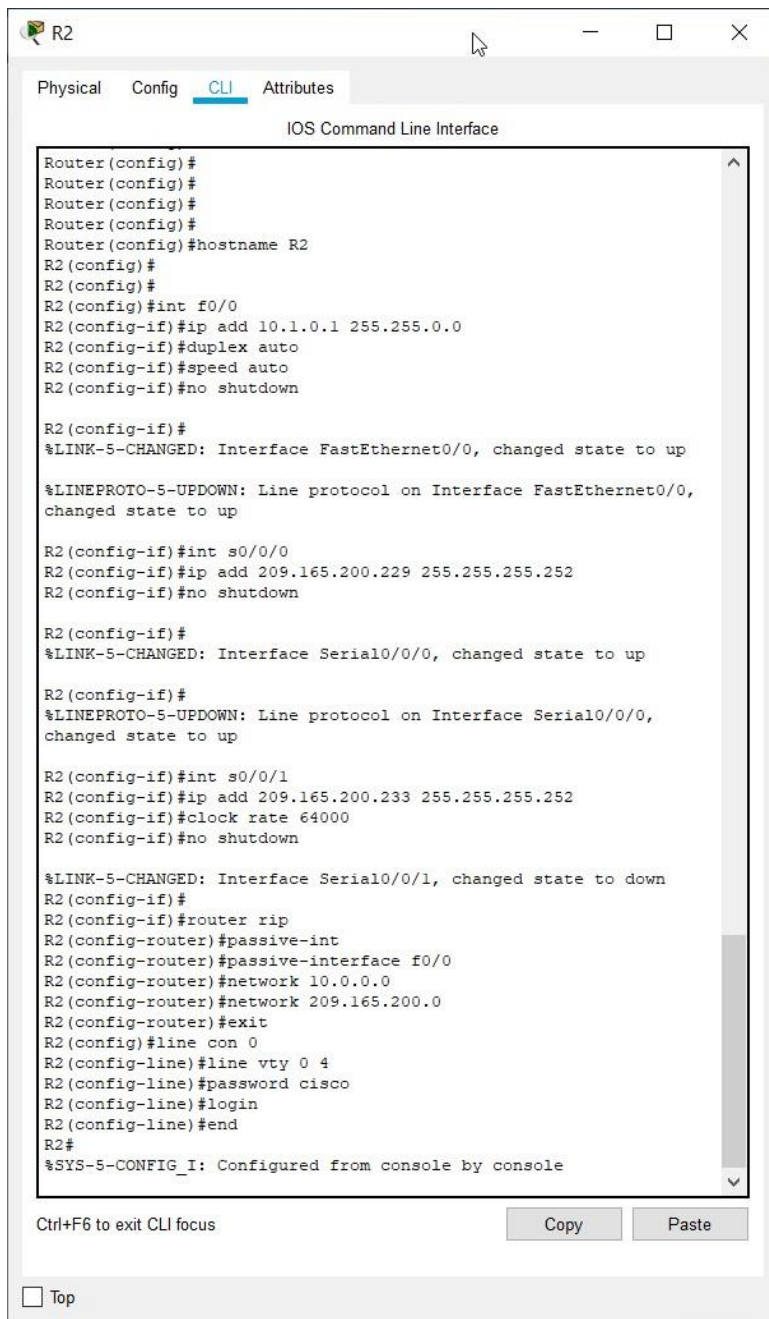 R2
Physical Config CLI Attributes
IOS Command Line Interface
Router(config)#
Router(config)#
Router(config)#
Router(config)#
Router(config)#hostname R2
R2(config)#
R2(config)#
R2(config)#int f0/0
R2(config-if)#ip add 10.1.0.1 255.255.0.0
R2(config-if)#duplex auto
R2(config-if)#speed auto
R2(config-if)#no shutdown
R2(config-if)#
%LINK-5-CHANGED: Interface FastEthernet0/0, changed state to up
%LINEPROTO-5-UPDOWN: Line protocol on Interface FastEthernet0/0,
changed state to up
R2(config-if)#int s0/0/0
R2(config-if)#ip add 209.165.200.229 255.255.255.252
R2(config-if)#no shutdown
R2(config-if)#
%LINK-5-CHANGED: Interface Serial0/0/0, changed state to up
R2(config-if)#
%LINEPROTO-5-UPDOWN: Line protocol on Interface Serial0/0/0,
changed state to up
R2(config-if)#int s0/0/1
R2(config-if)#ip add 209.165.200.233 255.255.255.252
R2(config-if)#clock rate 64000
R2(config-if)#no shutdown
%LINK-5-CHANGED: Interface Serial0/0/1, changed state to down
R2(config-if)#
R2(config-if)#router rip
R2(config-router)#passive-int
R2(config-router)#passive-interface f0/0
R2(config-router)#network 10.0.0.0
R2(config-router)#network 209.165.200.0
R2(config-router)#exit
R2(config)#line con 0
R2(config-line)#line vty 0 4
R2(config-line)#password cisco
R2(config-line)#login
R2(config-line)#end
R2#
%SYS-5-CONFIG_I: Configured from console by console
Ctrl+F6 to exit CLI focus
Copy Paste
Top